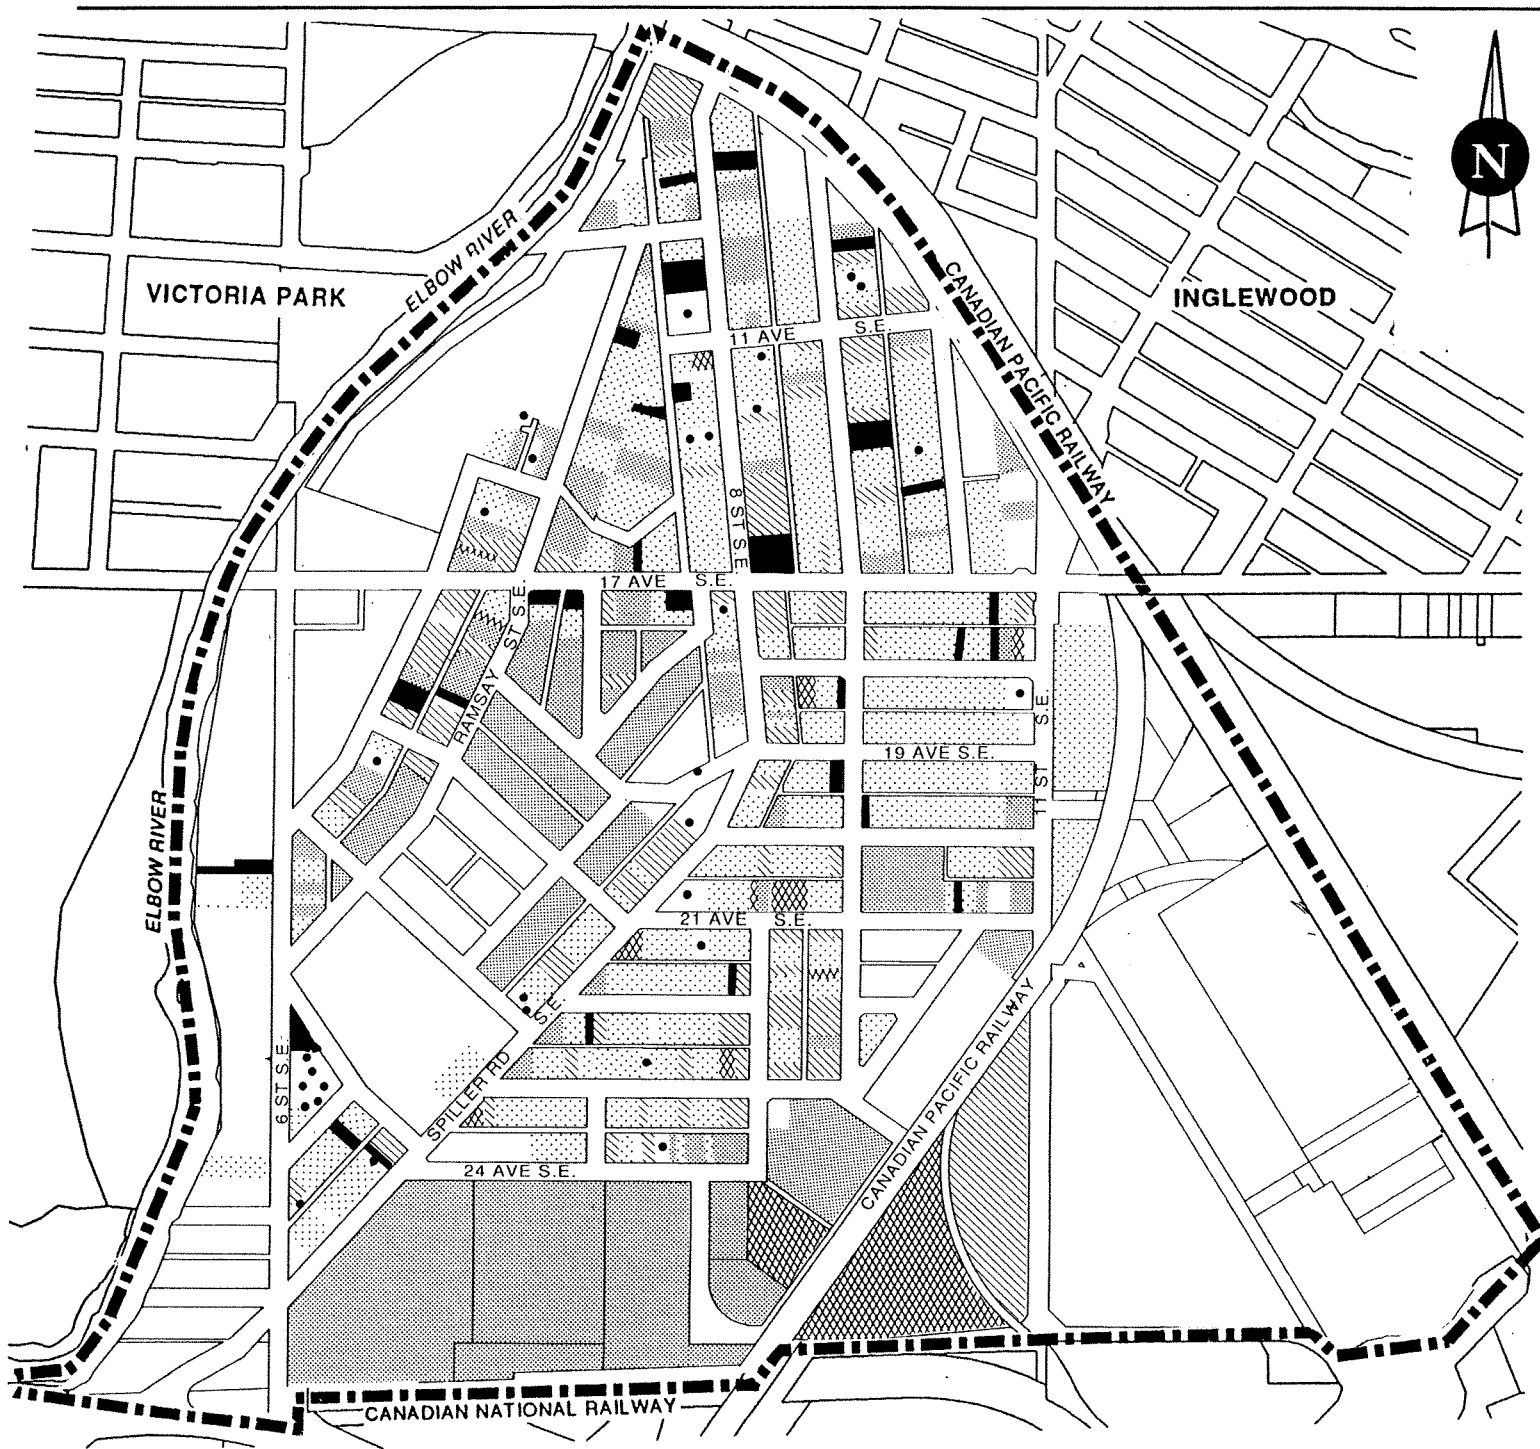 N
ELBOW RIVER
VICTORIA PARK
INGLEWOOD
CANADIAN PACIFIC RAILWAY
11 AVE S.E.
8 ST S.E.
17 AVE S.E.
RAMSAY ST S.E.
11 ST S.E.
19 AVE S.E.
ELBOW RIVER
21 AVE S.E.
6 ST S.E.
SPILLER RD S.E.
CANADIAN PACIFIC RAILWAY
24 AVE S.E.
CANADIAN NATIONAL RAILWAY